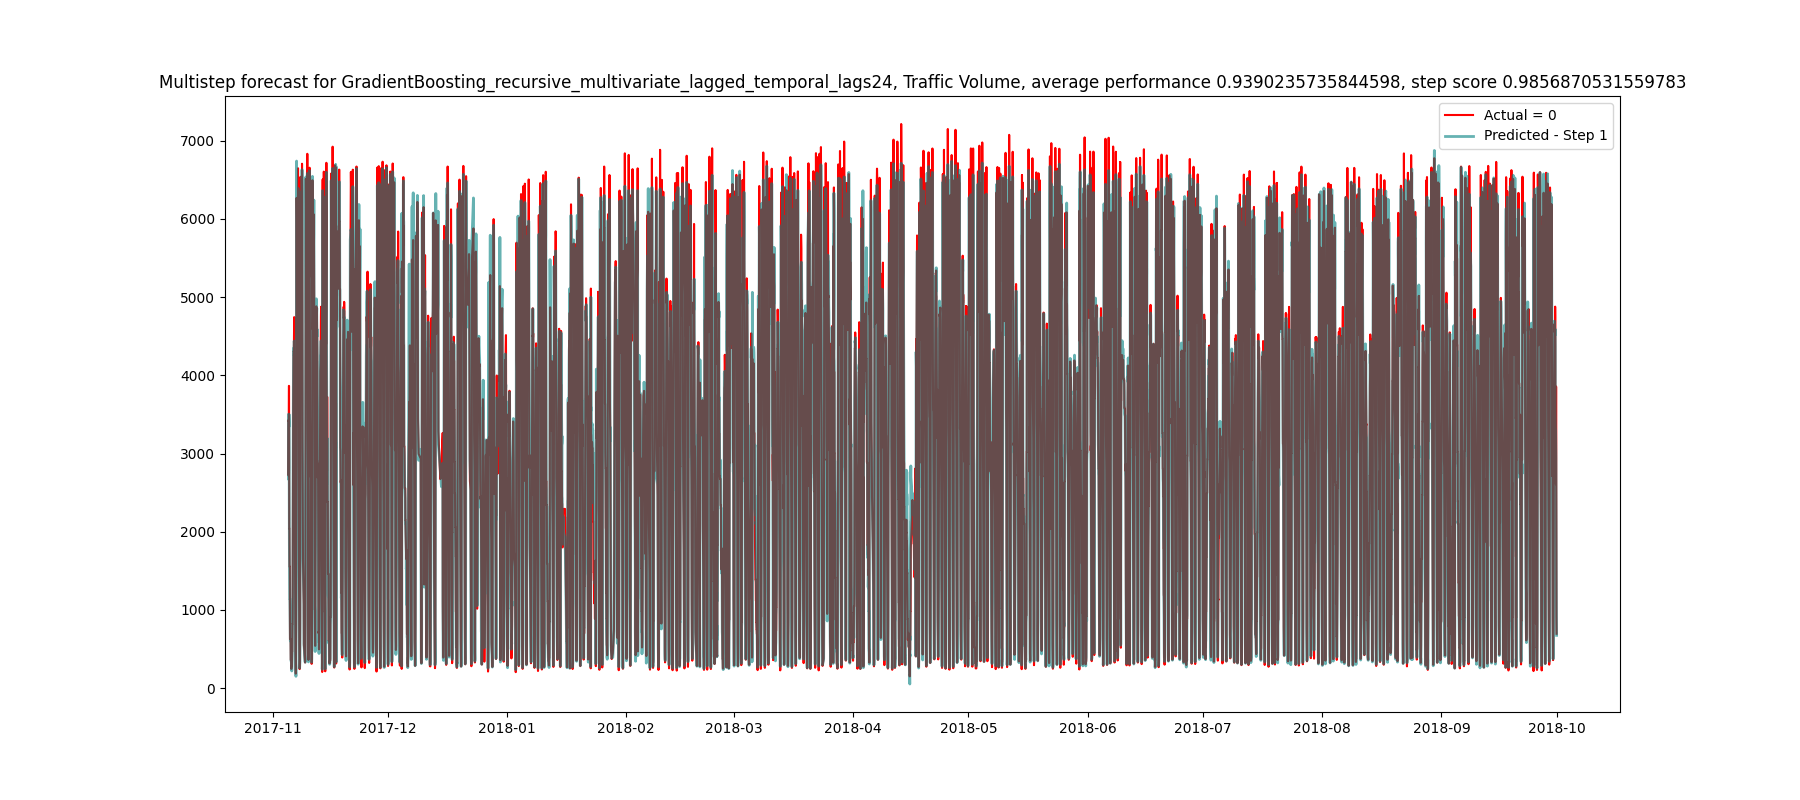 Multistep forecast for GradientBoosting_recursive_multivariate_lagged_temporal_lags24, Traffic Volume, average performance 0.9390235735844598, step score 0.9856870531559783
Actual = 0
Predicted - Step 1
7000
6000
5000
4000
3000
2000
1000
0
2017-11 2017-12 2018-01 2018-02 2018-03 2018-04 2018-05 2018-06 2018-07 2018-08 2018-09 2018-10